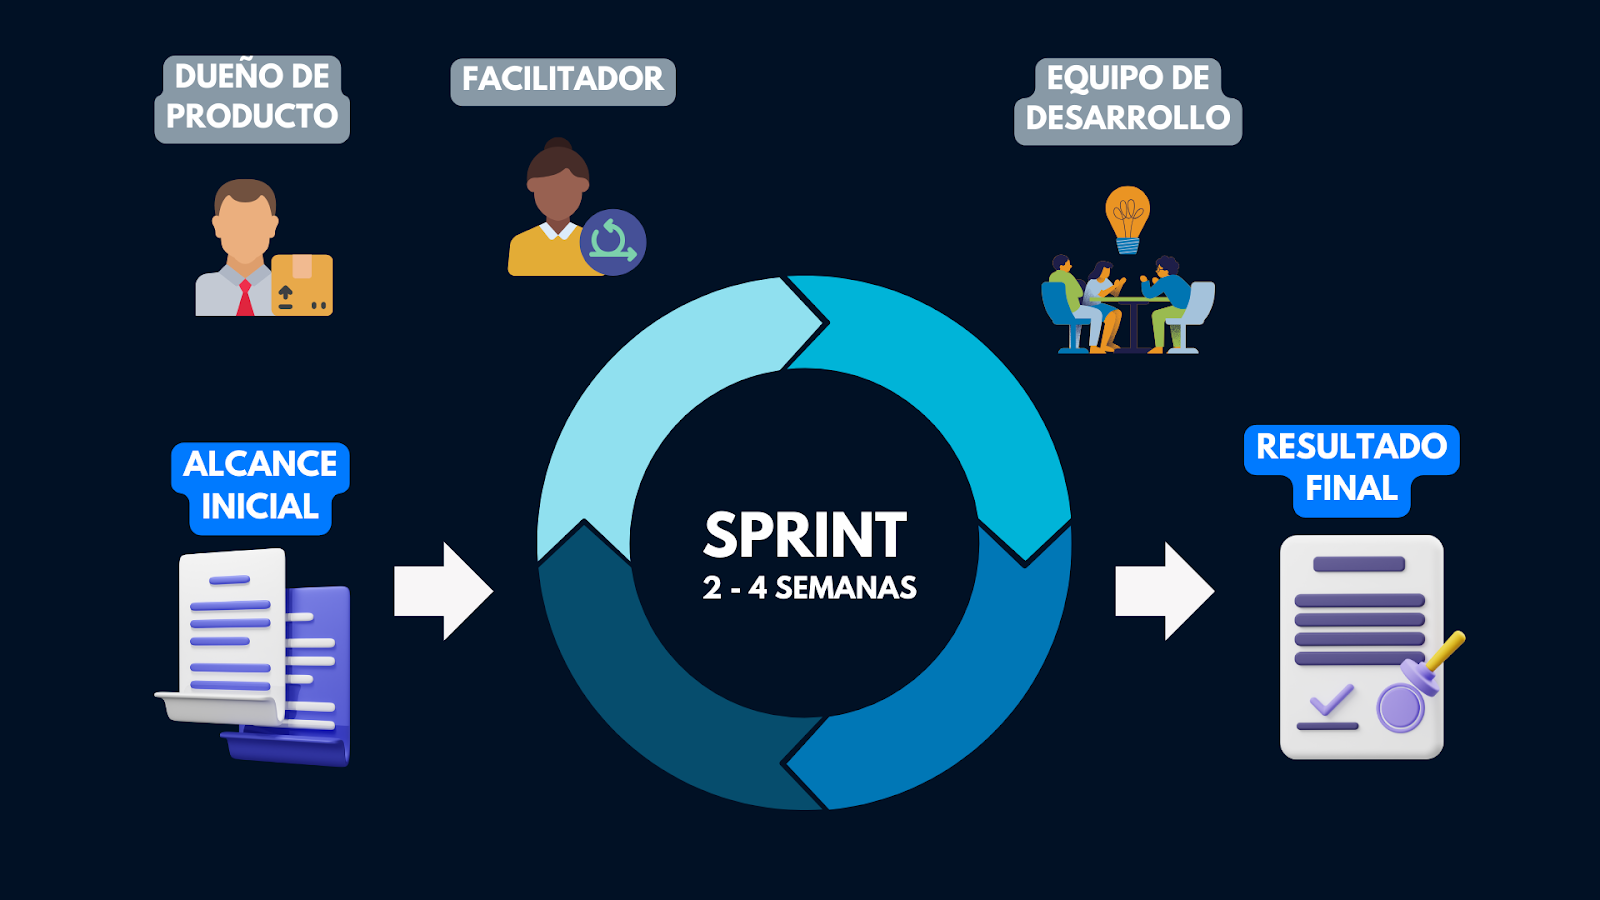 DUEÑO DE
PRODUCTO
FACILITADOR
EQUIPO DE
DESARROLLO
ALCANCE
INICIAL
SPRINT
2 - 4 SEMANAS
RESULTADO
FINAL